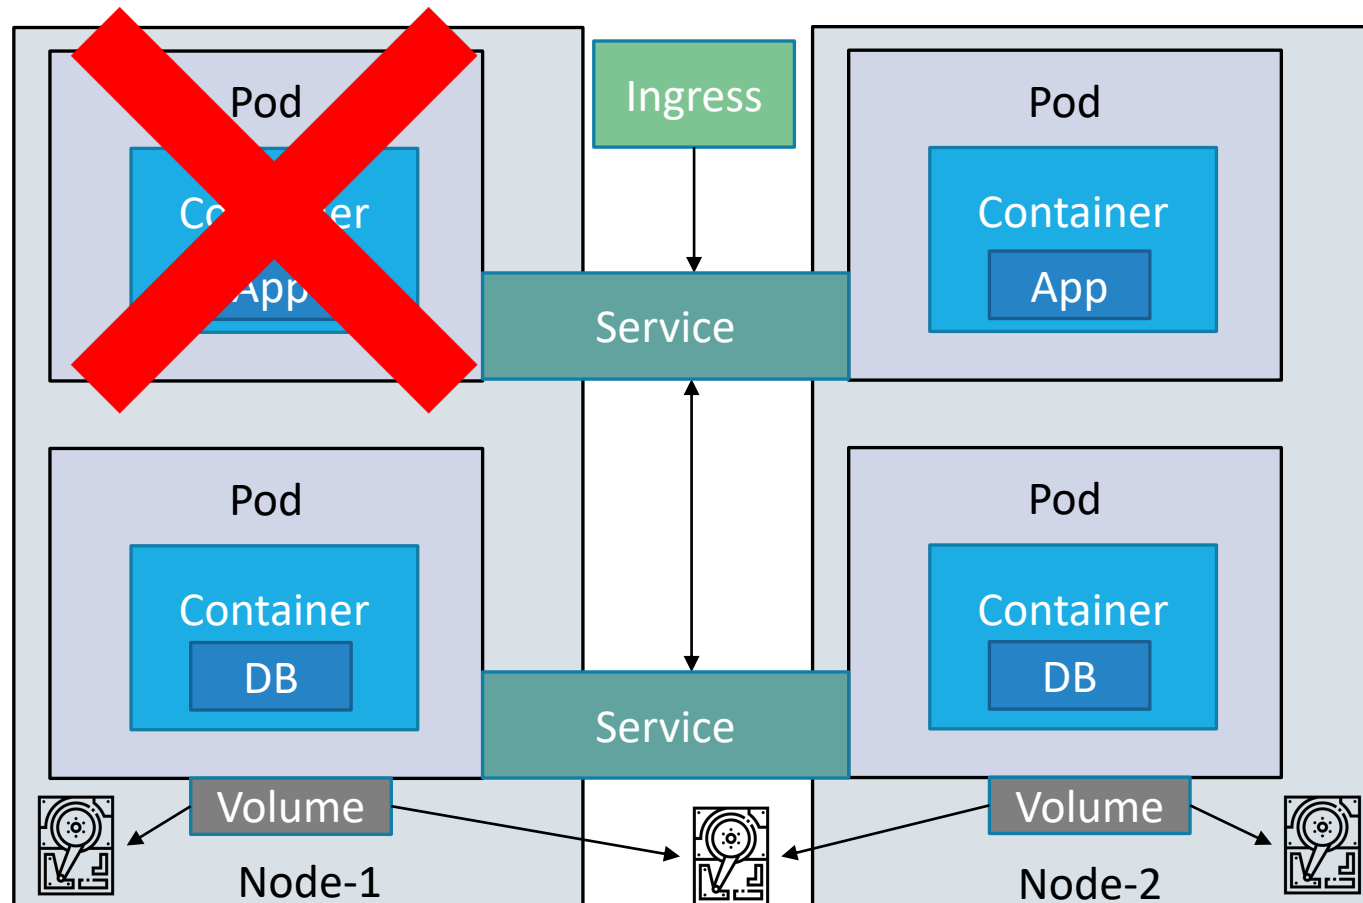 Pod
App
Ingress
Service
Pod
Container
App
Pod
Container
DB
Volume
Node-1
Service
Pod
Container
DB
Volume
Node-2